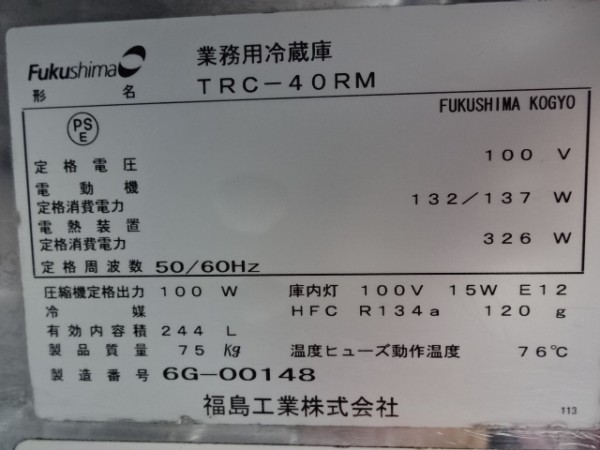 Fukushima 業務用冷蔵庫
形名 TRC-40RM
FUKUSHIMA KOGYO
PS
E
定格電圧 100 V
電動機
定格消費電力 132/137 W
電熱装置
定格消費電力 326 W
定格周波数 50/60Hz
圧縮機定格出力 100 W 庫内灯 100V 15W E12
冷媒 HFC R134a 120 g
有効内容積 244 L
製品質量 75 Kg 温度ヒューズ動作温度 76℃
製造番号 6G-00148
福島工業株式会社
113